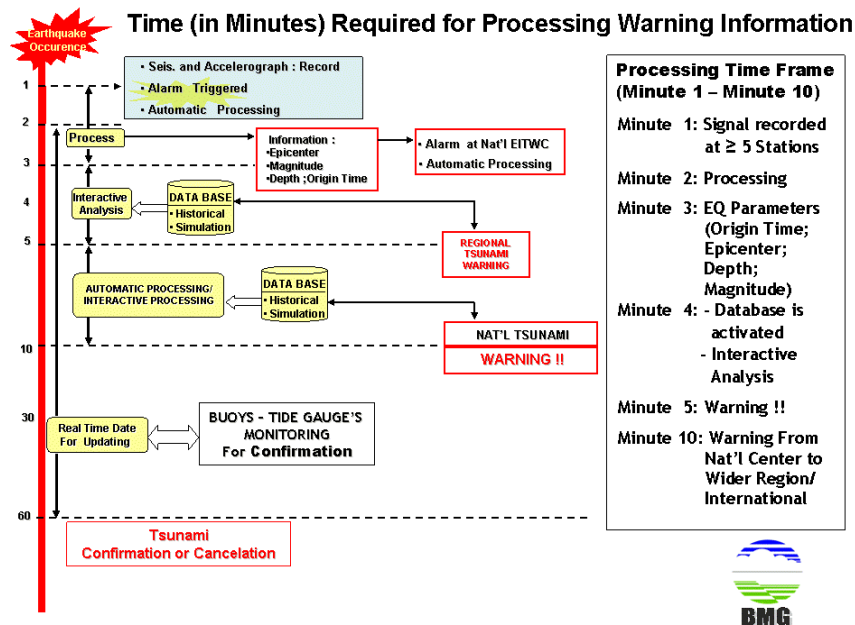 Time (in Minutes) Required for Processing Warning Information
Earthquake
Occurence
1
• Seis. and Accelerograph : Record
• Alarm Triggered
• Automatic Processing
2
Process
Information :
•Epicenter
•Magnitude
•Depth ;Origin Time
• Alarm at Nat'l EITWC
• Automatic Processing
3
4
Interactive
Analysis
DATA BASE
• Historical
• Simulation
5
REGIONAL
TSUNAMI
WARNING
AUTOMATIC PROCESSING/
INTERACTIVE PROCESSING
DATA BASE
• Historical
• Simulation
NAT'L TSUNAMI
WARNING !!
10
30
Real Time Date
For Updating
BUOYS – TIDE GAUGE'S
MONITORING
For Confirmation
60
Tsunami
Confirmation or Cancelation
Processing Time Frame
(Minute 1 – Minute 10)
Minute 1: Signal recorded
at ≥ 5 Stations
Minute 2: Processing
Minute 3: EQ Parameters
(Origin Time;
Epicenter;
Depth;
Magnitude)
Minute 4: - Database is
activated
- Interactive
Analysis
Minute 5: Warning !!
Minute 10: Warning From
Nat'l Center to
Wider Region/
International
BMG